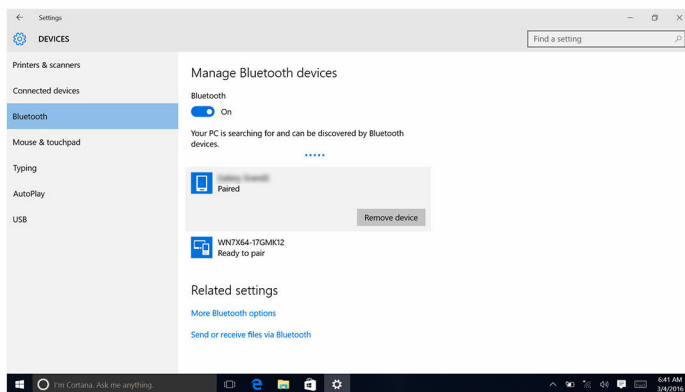 Settings
DEVICES
Find a setting
Printers & scanners
Connected devices
Bluetooth
Mouse & touchpad
Typing
AutoPlay
USB
Manage Bluetooth devices
Bluetooth
On
Your PC is searching for and can be discovered by Bluetooth
devices.
Paired
Remove device
WN7X64-17GMK12
Ready to pair
Related settings
More Bluetooth options
Send or receive files via Bluetooth
I'm Cortana. Ask me anything.
6:41 AM
3/4/2016